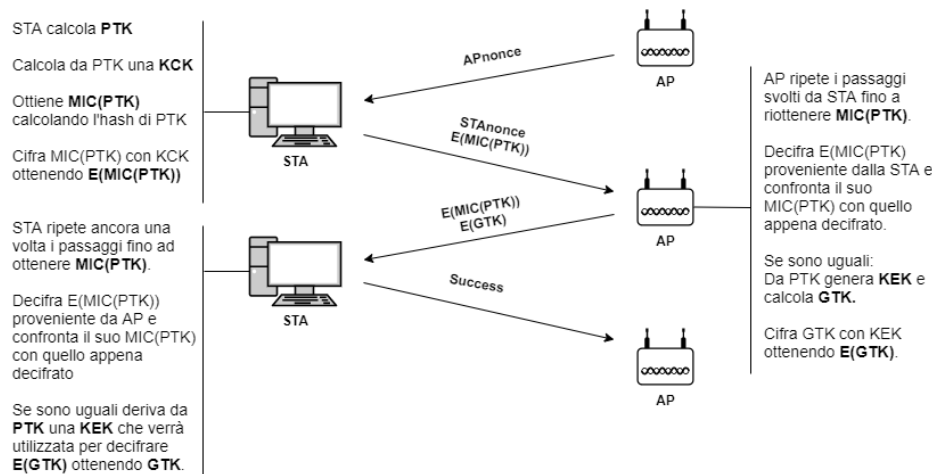 STA calcola PTK
Calcola da PTK una KCK
Ottiene MIC(PTK)
calcolando l'hash di PTK
Cifra MIC(PTK) con KCK
ottenendo E(MIC(PTK))
STA
APnonce
AP
STAnonce
E(MIC(PTK))
AP
AP ripete i passaggi
svolti da STA fino a
riottenere MIC(PTK).
Decifra E(MIC(PTK)
proveniente dalla STA e
confronta il suo
MIC(PTK) con quello
appena decifrato.
Se sono uguali:
Da PTK genera KEK e
calcola GTK.
Cifra GTK con KEK
ottenendo E(GTK).
E(MIC(PTK))
E(GTK)
STA
STA ripete ancora una
volta i passaggi fino ad
ottenere MIC(PTK).
Decifra E(MIC(PTK))
proveniente da AP e
confronta il suo MIC(PTK)
con quello appena
decifrato
Se sono uguali deriva da
PTK una KEK che verrà
utilizzata per decifrare
E(GTK) ottenendo GTK.
Success
AP